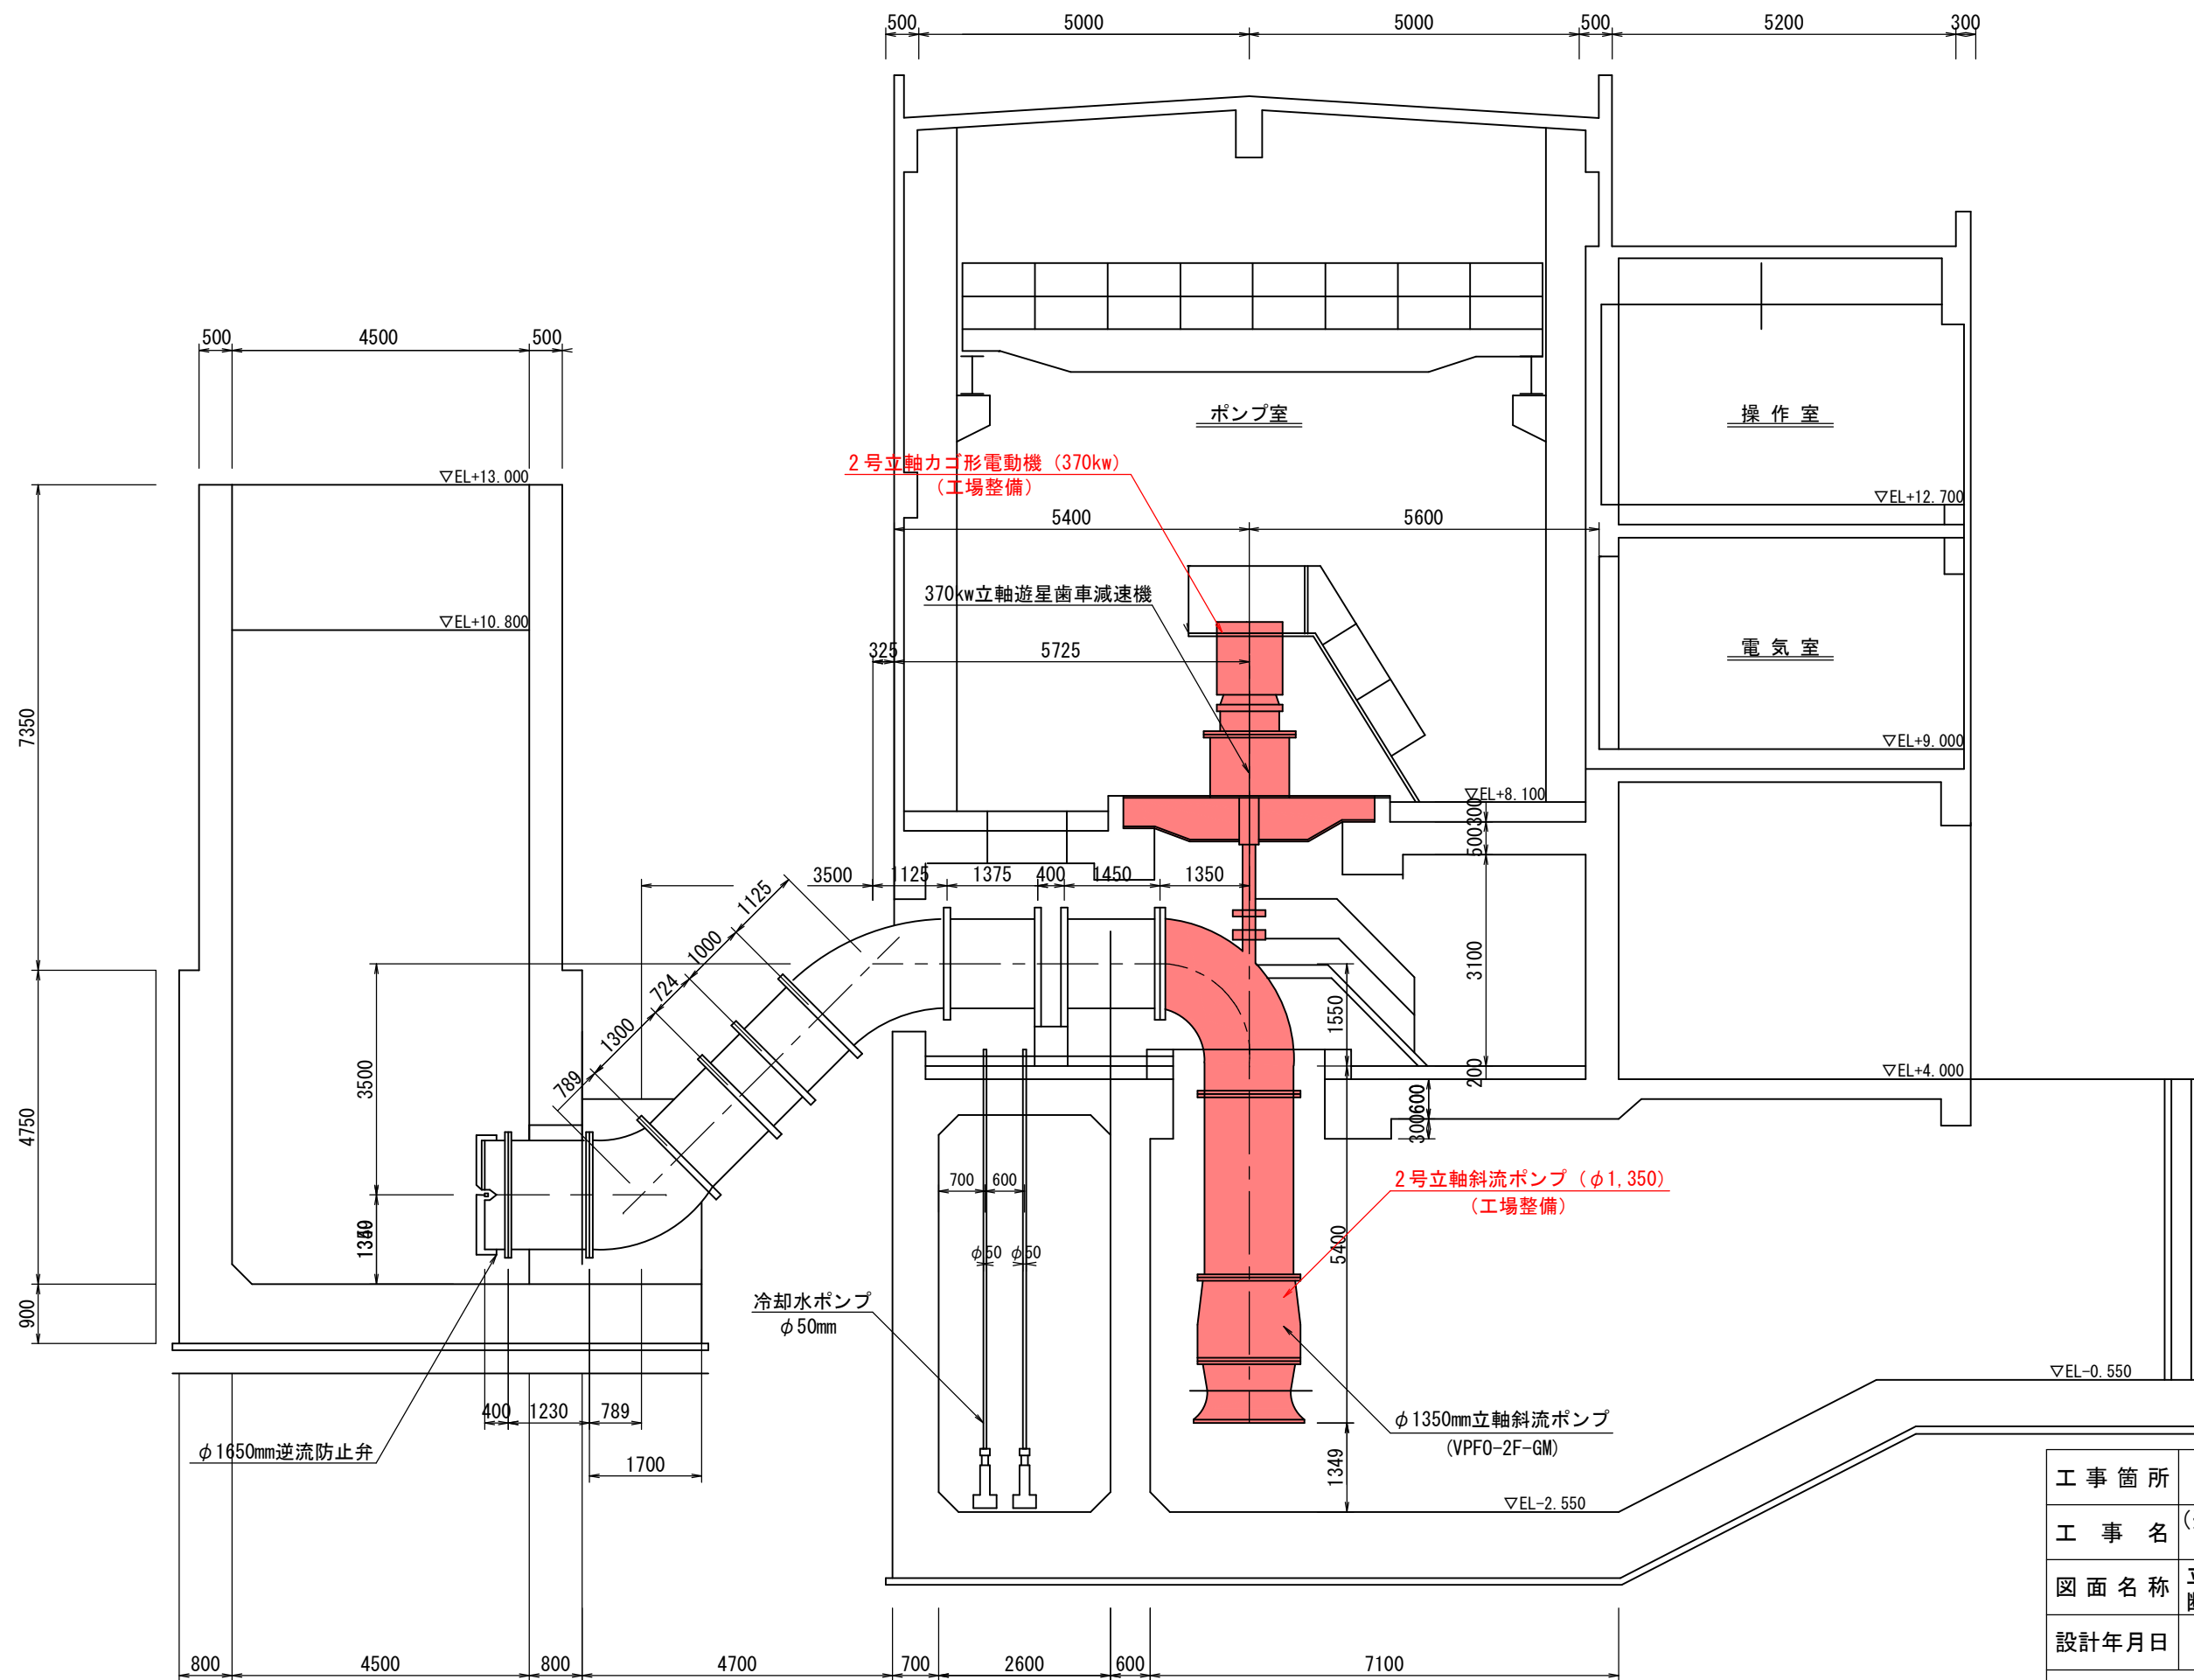 500 5000 5000 500 5200 300
500 4500 500
ポンプ室
操作室
2号立軸カゴ形電動機（370kw）
（工場整備）
▽EL+13.000
▽EL+12.700
5400 5600
370kw立軸遊星歯車減速機
▽EL+10.800
325 5725
電気室
7350
▽EL+9.000
▽EL+8.100
300
500
3500 1125 1375 400 1450 1350
1125
1000
724
1300
789
3100
1550
200
3500
4750
▽EL+4.000
600
300
700 600
2号立軸斜流ポンプ（φ1,350）
（工場整備）
5400
φ50 φ50
冷却水ポンプ
φ50mm
900
▽EL-0.550
400 1230 789
φ1350mm立軸斜流ポンプ
(VPFO-2F-GM)
φ1650mm逆流防止弁
1700
1349
▽EL-2.550
工事箇所
工事名
図面名称
設計年月日
800 4500 800 4700 700 2600 600 7100